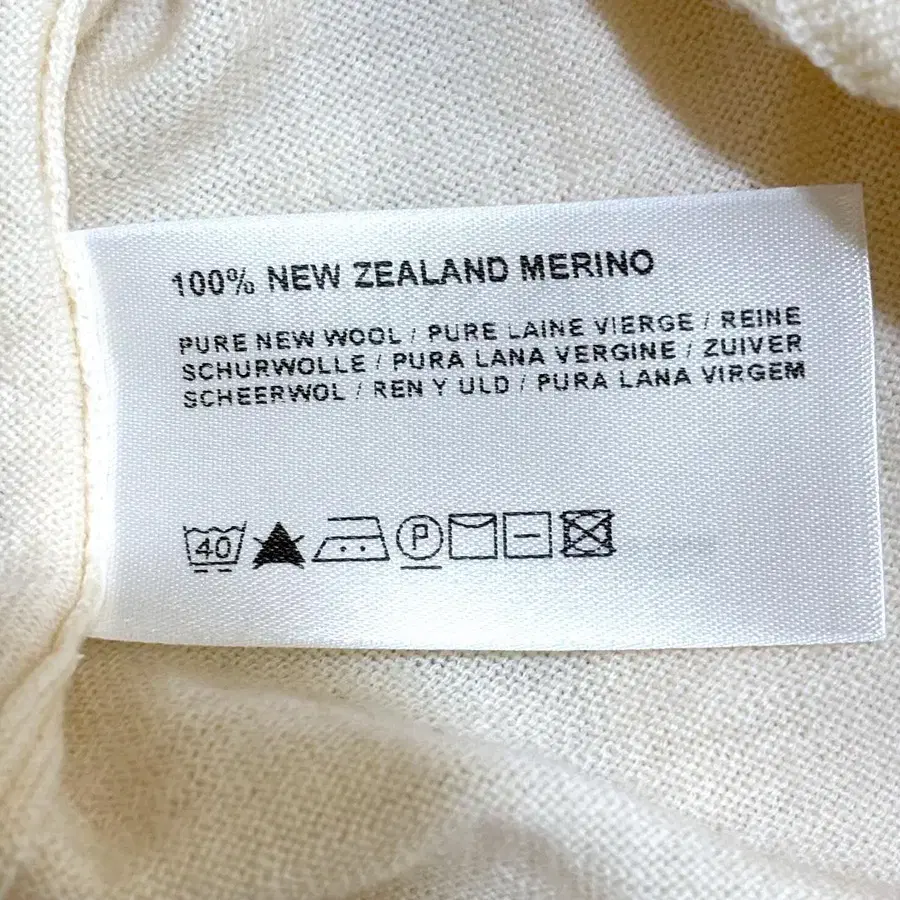 100% NEW ZEALAND MERINO
PURE NEW WOOL / PURE LAINE VIERGE / REINE
SCHURWOLLE / PURA LANA VERGINE / ZUIVER
SCHEERWOL / REN Y ULD / PURA LANA VIRGEM
40 P